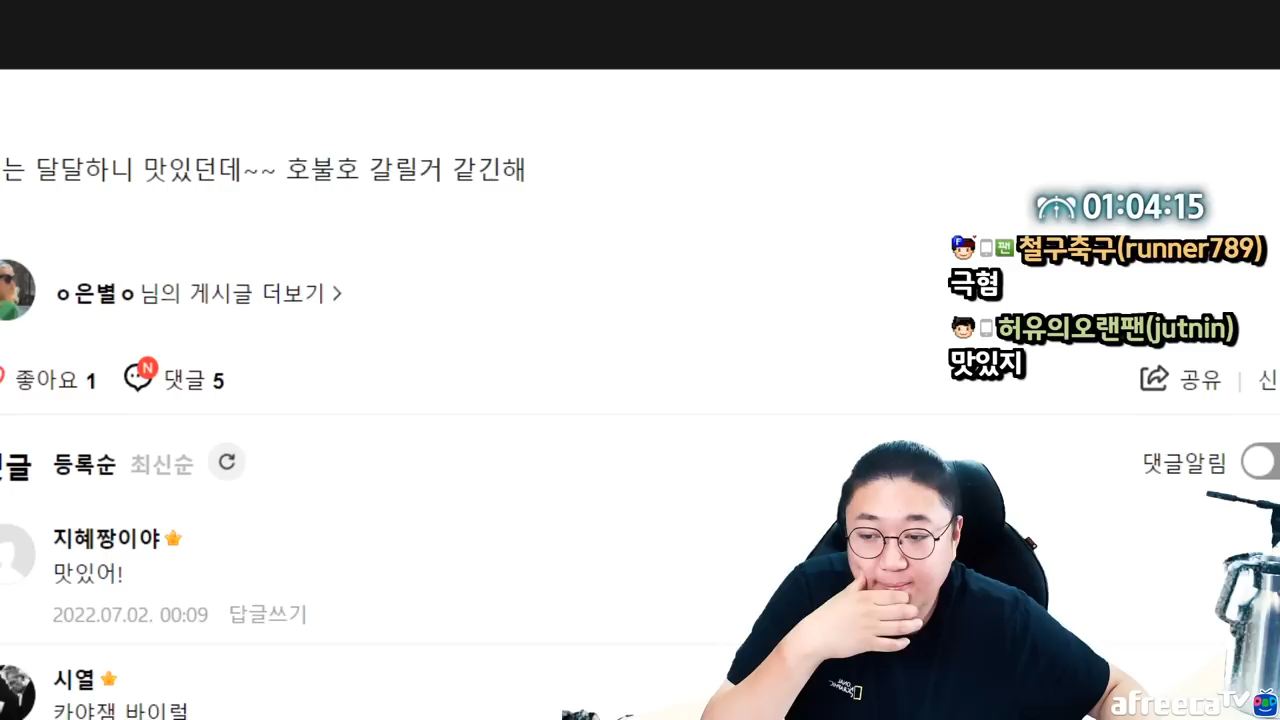 는 달달하니 맛있던데~~ 호불호 갈릴거 같긴해
01:04:15
팬 철구축구(runner789)
극혐
허유의오랜팬(jutnin)
맛있지
ㅇ은별ㅇ님의 게시글 더보기 >
좋아요 1 N 댓글 5
공유 | 신
댓글 등록순 최신순
댓글알림
지혜짱이야
맛있어!
2022.07.02. 00:09 답글쓰기
시열
카야잼 바이럴
afreecaTV